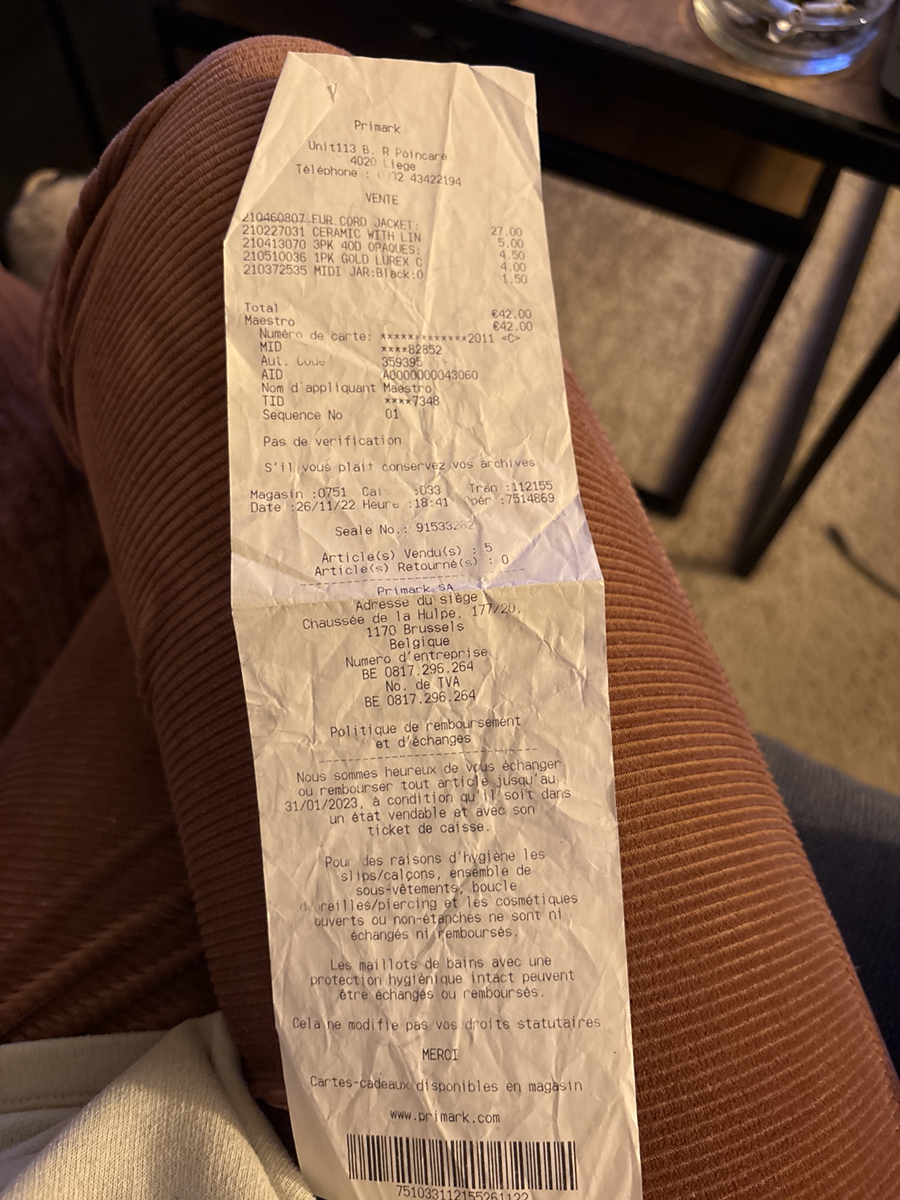 Primark
Unit113 B. R Poincare
4020 Liege
Téléphone : 32 43422194
VENTE
210460807 EUR CORD JACKET: 27.00
210227031 CERAMIC WITH LIN 5.00
210413070 3PK 40D OPAQUES: 4.50
210510036 1PK GOLD LUREX C 4.00
210372535 MIDI JAR:Black:0 1.50
Total €42.00
Maestro €42.00
Numéro de carte: *************2011 <C>
MID ****82852
Aut. Code 359395
AID A0000000043060
Nom d'appliquant Maestro
TID ****7348
Sequence No 01
Pas de verification
S'il vous plait conservez vos archives
Magasin :0751 Cai :033 Tran :112155
Date :26/11/22 Heure :18:41 Opér :7514869
Seale No.: 91533282
Article(s) Vendu(s) : 5
Article(s) Retourné(s) : 0
Primark SA
Adresse du siège
Chaussée de la Hulpe, 177/20,
1170 Brussels
Belgique
Numero d'entreprise
BE 0817.296.264
No. de TVA
BE 0817.296.264
Politique de remboursement
et d'échanges
Nous sommes heureux de vous échanger
ou rembourser tout article jusqu'au
31/01/2023, à condition qu'il soit dans
un état vendable et avec son
ticket de caisse.
Pour des raisons d'hygiène les
slips/calçons, ensemble de
sous-vêtements, boucle
d'oreilles/piercing et les cosmétiques
ouverts ou non-étanches ne sont ni
échangés ni remboursés.
Les maillots de bains avec une
protection hygiènique intact peuvent
être échangés ou remboursés.
Cela ne modifie pas vos droits statutaires
MERCI
Cartes-cadeaux disponibles en magasin
www.primark.com
751033112155261122